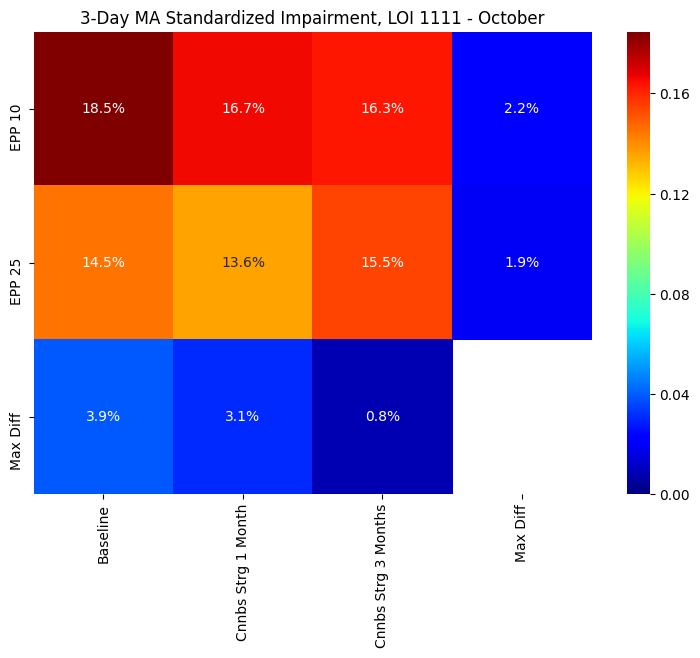 3-Day MA Standardized Impairment, LOI 1111 - October
EPP 10
18.5%
16.7%
16.3%
2.2%
EPP 25
14.5%
13.6%
15.5%
1.9%
Max Diff
3.9%
3.1%
0.8%
Baseline
Cnnbs Strg 1 Month
Cnnbs Strg 3 Months
Max Diff
0.16
0.12
0.08
0.04
0.00